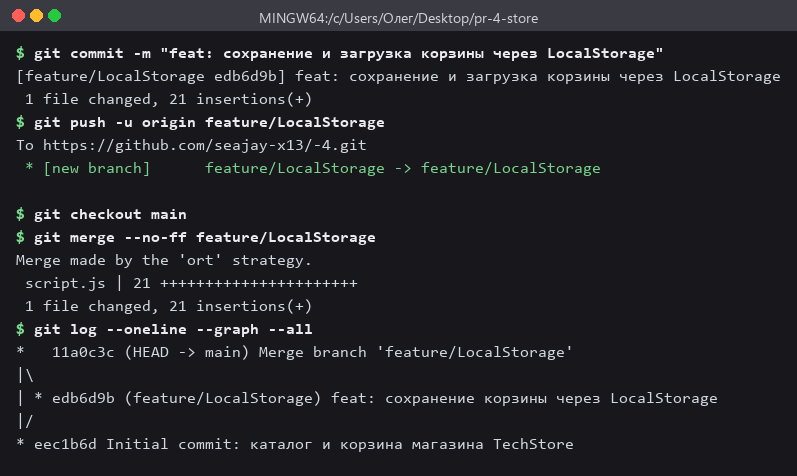 MINGW64:/c/Users/Олег/Desktop/pr-4-store
$ git commit -m "feat: сохранение и загрузка корзины через LocalStorage"
[feature/LocalStorage edb6d9b] feat: сохранение и загрузка корзины через LocalStorage
 1 file changed, 21 insertions(+)
$ git push -u origin feature/LocalStorage
To https://github.com/seajay-x13/-4.git
 * [new branch]      feature/LocalStorage -> feature/LocalStorage
$ git checkout main
$ git merge --no-ff feature/LocalStorage
Merge made by the 'ort' strategy.
 script.js | 21 ++++++++++++++++++++++
 1 file changed, 21 insertions(+)
$ git log --oneline --graph --all
*   11a0c3c (HEAD -> main) Merge branch 'feature/LocalStorage'
|\
| * edb6d9b (feature/LocalStorage) feat: сохранение корзины через LocalStorage
|/
* eec1b6d Initial commit: каталог и корзина магазина TechStore